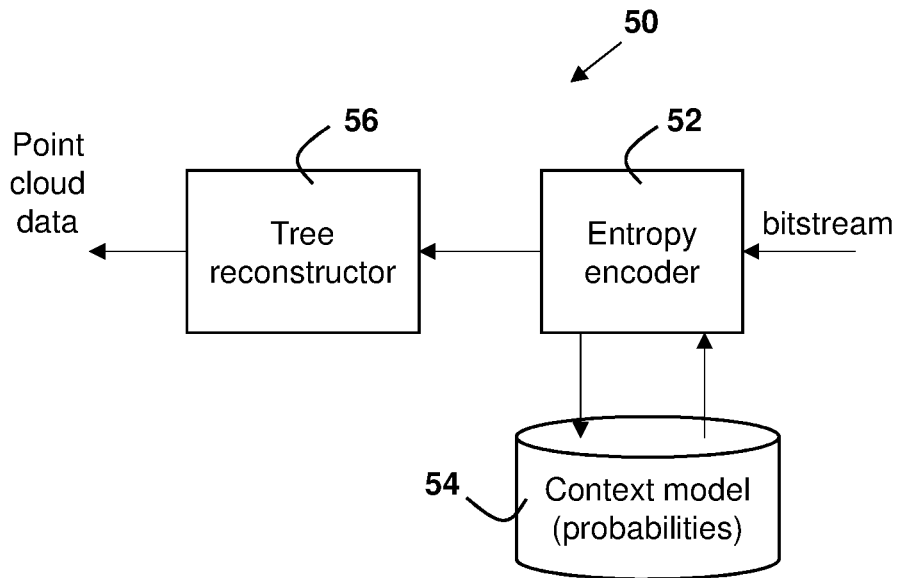 50
56
52
Point
cloud
data
Tree
reconstructor
Entropy
encoder
bitstream
54
Context model
(probabilities)